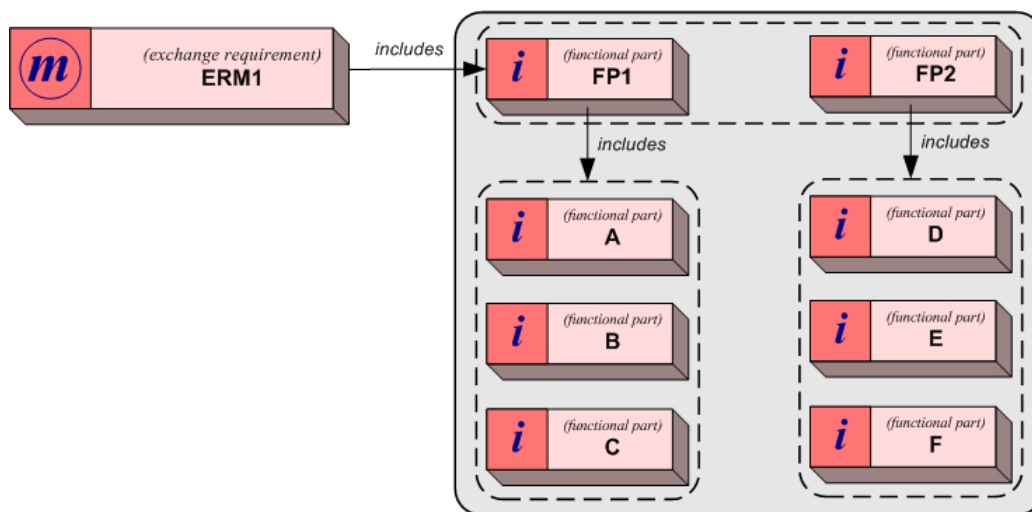 m
(exchange requirement)
ERM1
includes
i
(functional part)
FP1
i
(functional part)
FP2
includes
includes
i
(functional part)
A
i
(functional part)
D
i
(functional part)
B
i
(functional part)
E
i
(functional part)
C
i
(functional part)
F